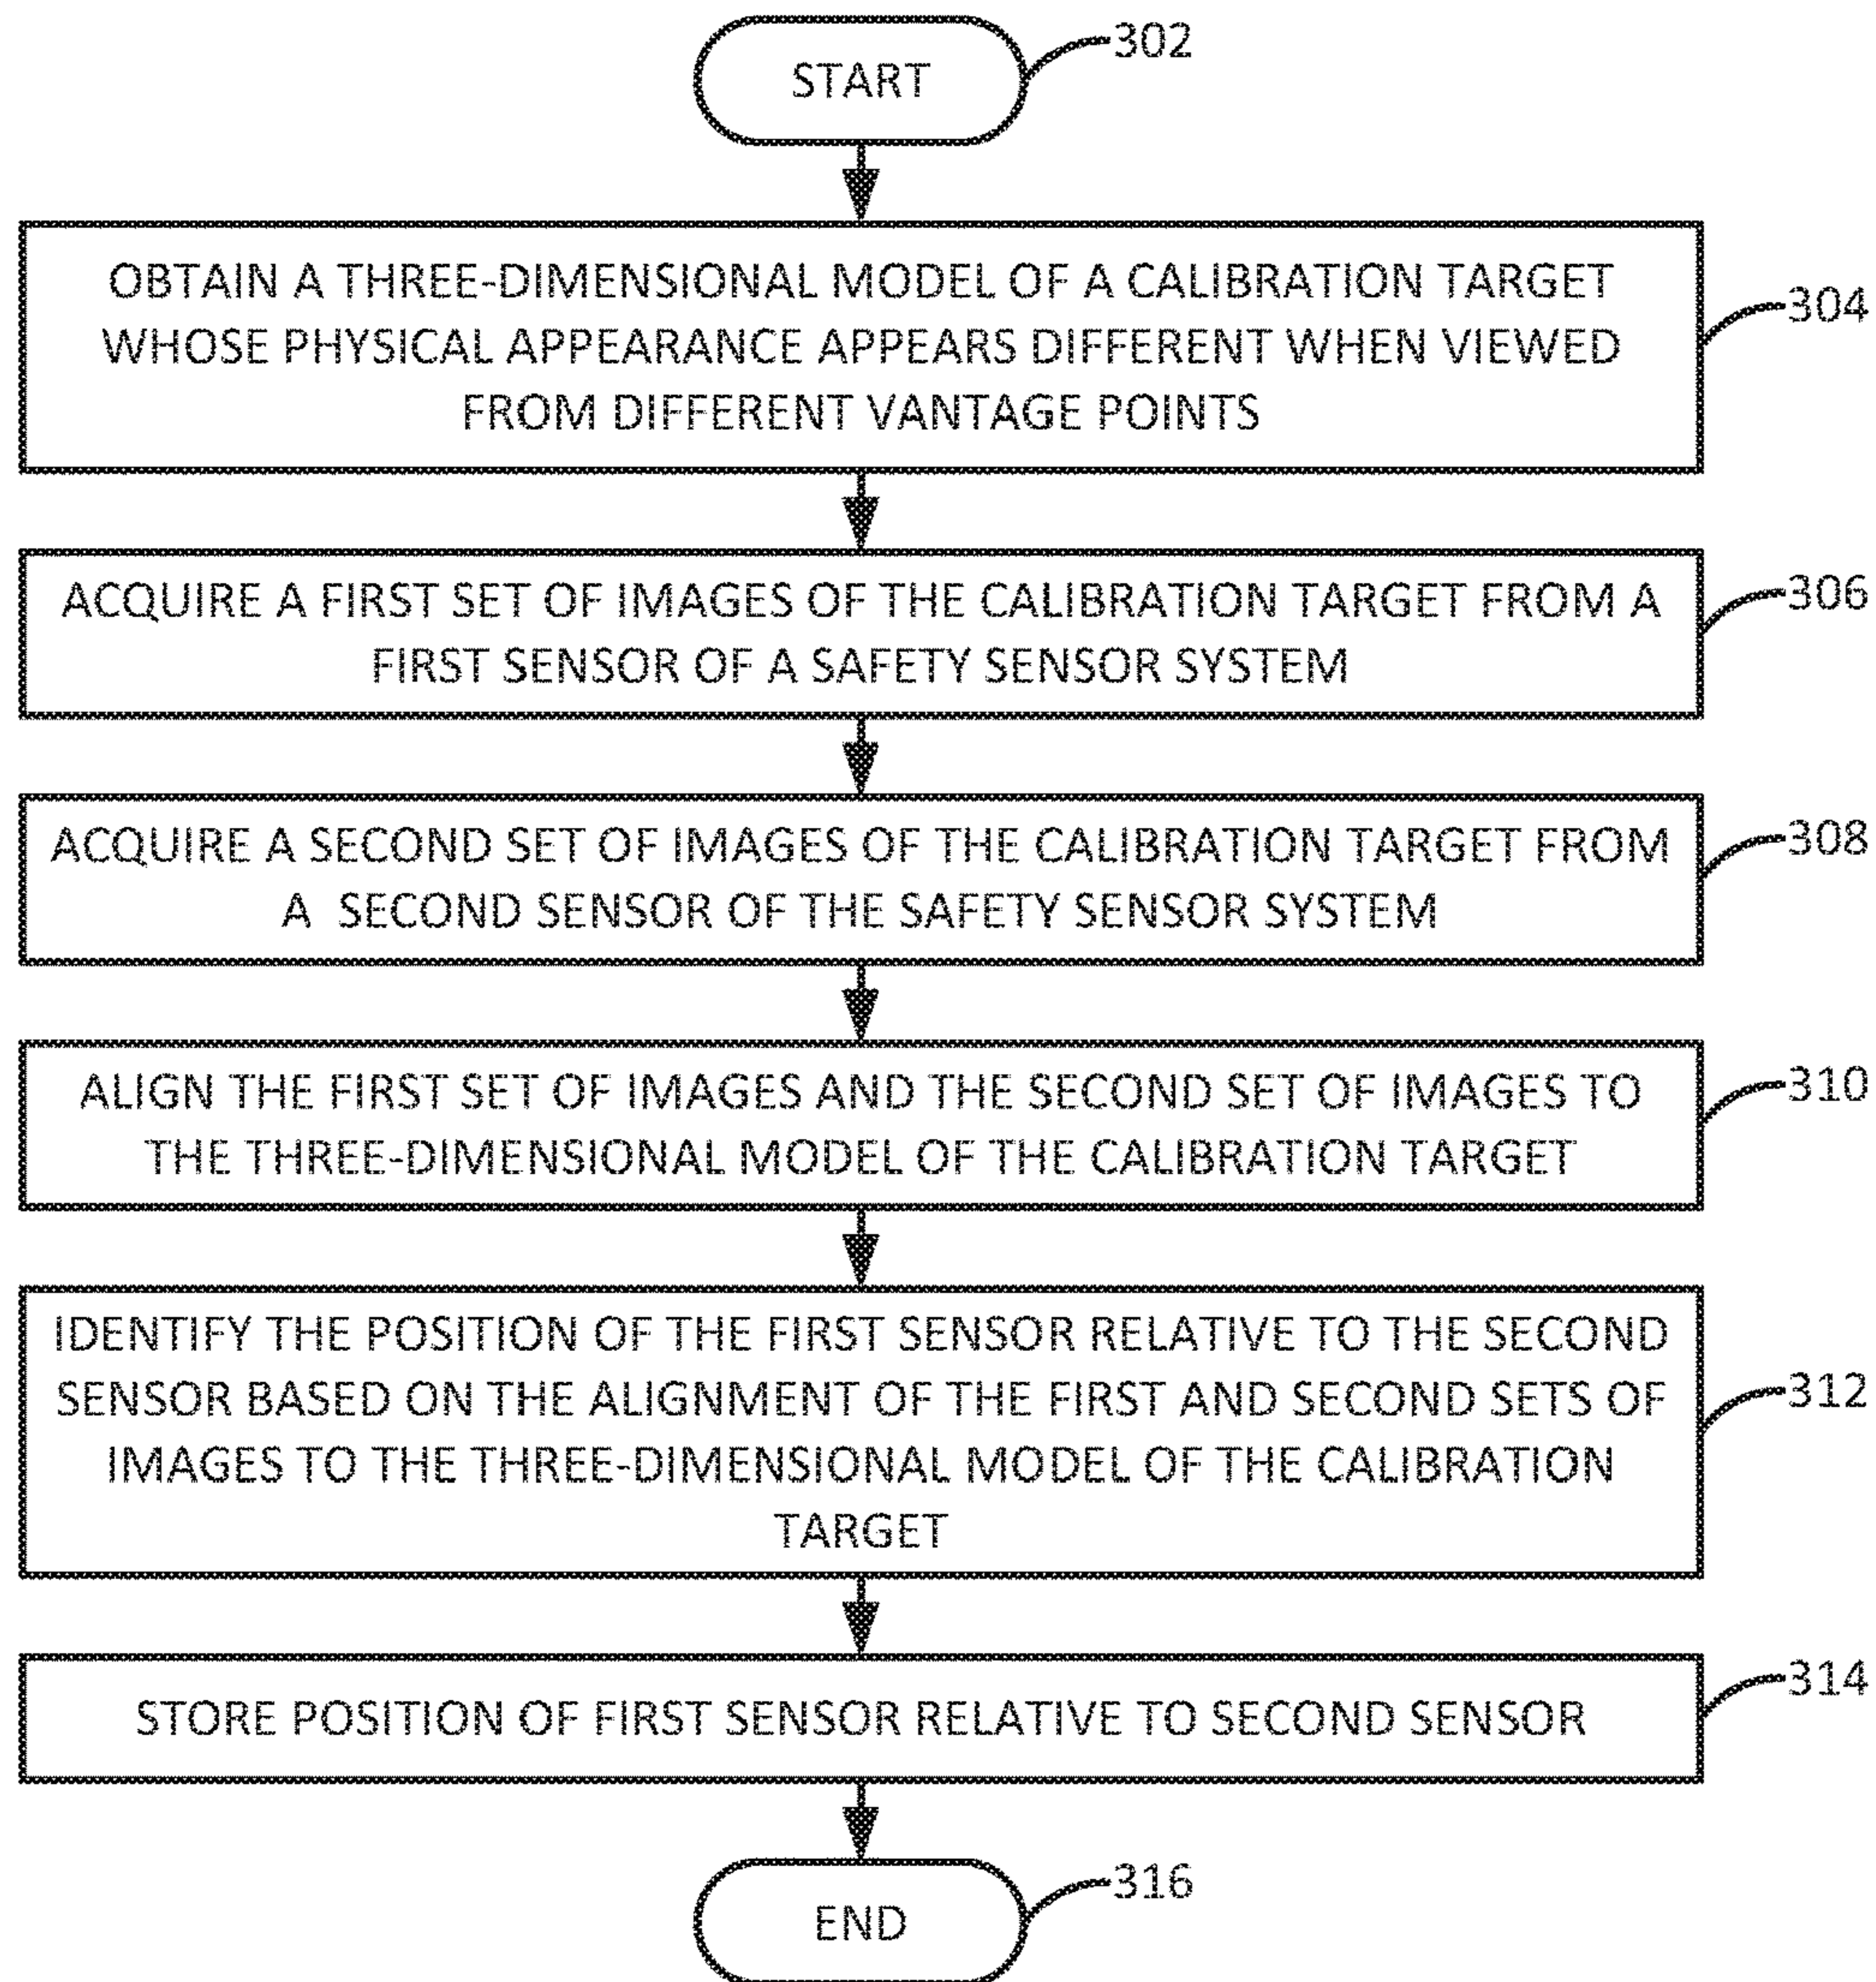 START
302
OBTAIN A THREE-DIMENSIONAL MODEL OF A CALIBRATION TARGET
WHOSE PHYSICAL APPEARANCE APPEARS DIFFERENT WHEN VIEWED
FROM DIFFERENT VANTAGE POINTS
304
ACQUIRE A FIRST SET OF IMAGES OF THE CALIBRATION TARGET FROM A
FIRST SENSOR OF A SAFETY SENSOR SYSTEM
306
ACQUIRE A SECOND SET OF IMAGES OF THE CALIBRATION TARGET FROM
A SECOND SENSOR OF THE SAFETY SENSOR SYSTEM
308
ALIGN THE FIRST SET OF IMAGES AND THE SECOND SET OF IMAGES TO
THE THREE-DIMENSIONAL MODEL OF THE CALIBRATION TARGET
310
IDENTIFY THE POSITION OF THE FIRST SENSOR RELATIVE TO THE SECOND
SENSOR BASED ON THE ALIGNMENT OF THE FIRST AND SECOND SETS OF
IMAGES TO THE THREE-DIMENSIONAL MODEL OF THE CALIBRATION
TARGET
312
STORE POSITION OF FIRST SENSOR RELATIVE TO SECOND SENSOR
314
END
316